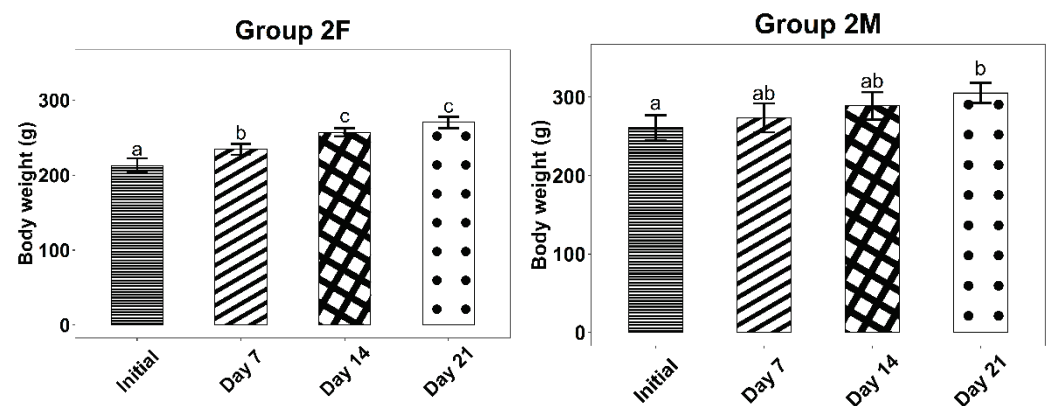 Group 2F
Body weight (g)
300
200
100
0
a
b
c
c
Initial
Day 7
Day 14
Day 21
Group 2M
Body weight (g)
300
200
100
0
a
ab
ab
b
Initial
Day 7
Day 14
Day 21